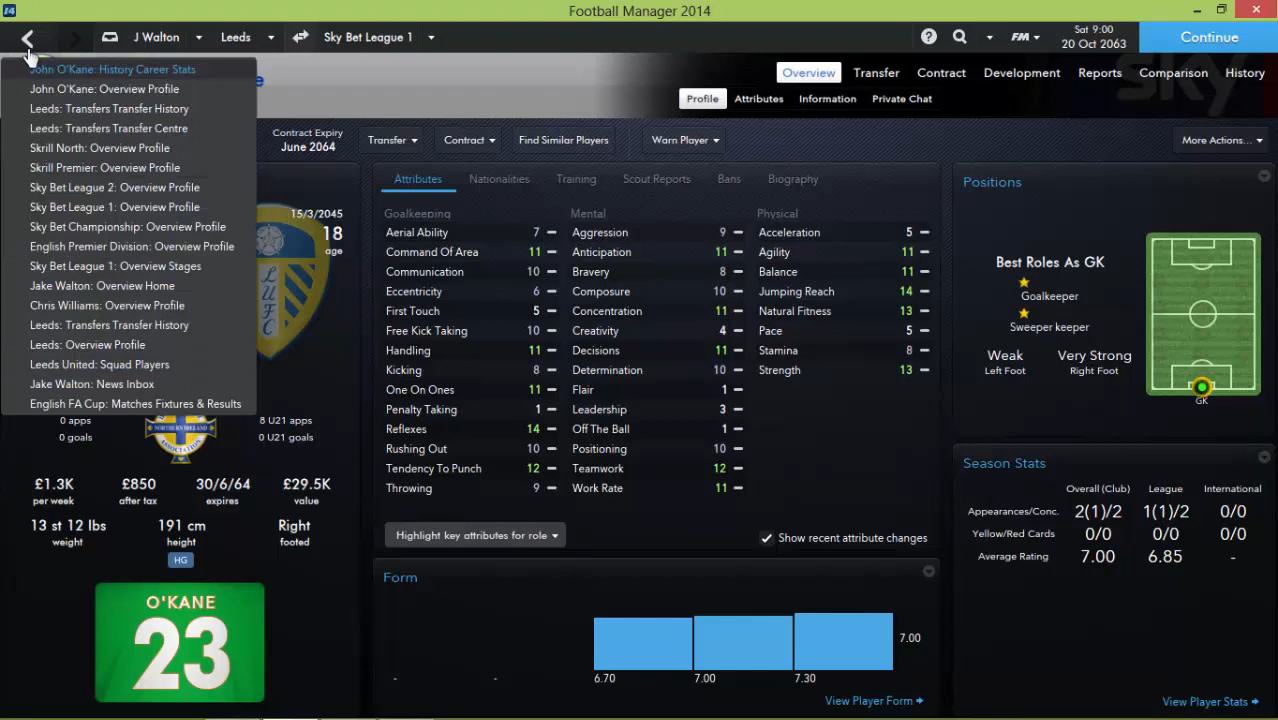 Football Manager 2014
J Walton
Leeds
Sky Bet League 1
Sat 9:00
20 Oct 2063
FM
Continue
John O'Kane: History Career Stats
John O'Kane: Overview Profile
Leeds: Transfers Transfer History
Leeds: Transfers Transfer Centre
Skrill North: Overview Profile
Skrill Premier: Overview Profile
Sky Bet League 2: Overview Profile
Sky Bet League 1: Overview Profile
Sky Bet Championship: Overview Profile
English Premier Division: Overview Profile
Sky Bet League 1: Overview Stages
Jake Walton: Overview Home
Chris Williams: Overview Profile
Leeds: Transfers Transfer History
Leeds: Overview Profile
Leeds United: Squad Players
Jake Walton: News Inbox
English FA Cup: Matches Fixtures & Results
Overview Transfer Contract Development Reports Comparison History
Profile Attributes Information Private Chat
sky
Contract Expiry
June 2064
Transfer
Contract
Find Similar Players
Warn Player
More Actions...
15/3/2045
18
age
LUFC
0 apps
8 U21 apps
0 goals
0 U21 goals
NORTHERN IRELAND
£1.3K £850 30/6/64 £29.5K
per week after tax expires value
13 st 12 lbs 191 cm Right
weight height footed
HG
O'KANE
23
Attributes Nationalities Training Scout Reports Bans Biography
Goalkeeping
Aerial Ability 7
Command Of Area 11
Communication 10
Eccentricity 6
First Touch 5
Free Kick Taking 10
Handling 11
Kicking 8
One On Ones 11
Penalty Taking 1
Reflexes 14
Rushing Out 10
Tendency To Punch 12
Throwing 9
Mental
Aggression 9
Anticipation 11
Bravery 8
Composure 10
Concentration 11
Creativity 4
Decisions 11
Determination 10
Flair 1
Leadership 3
Off The Ball 1
Positioning 10
Teamwork 12
Work Rate 11
Physical
Acceleration 5
Agility 11
Balance 11
Jumping Reach 14
Natural Fitness 13
Pace 5
Stamina 8
Strength 13
Highlight key attributes for role
Show recent attribute changes
Form
- - 6.70 7.00 7.30
7.00
View Player Form
Positions
Best Roles As GK
Goalkeeper
Sweeper keeper
Weak Very Strong
Left Foot Right Foot
GK
Season Stats
Overall (Club) League International
Appearances/Conc. 2(1)/2 1(1)/2 0/0
Yellow/Red Cards 0/0 0/0 0/0
Average Rating 7.00 6.85 -
View Player Stats